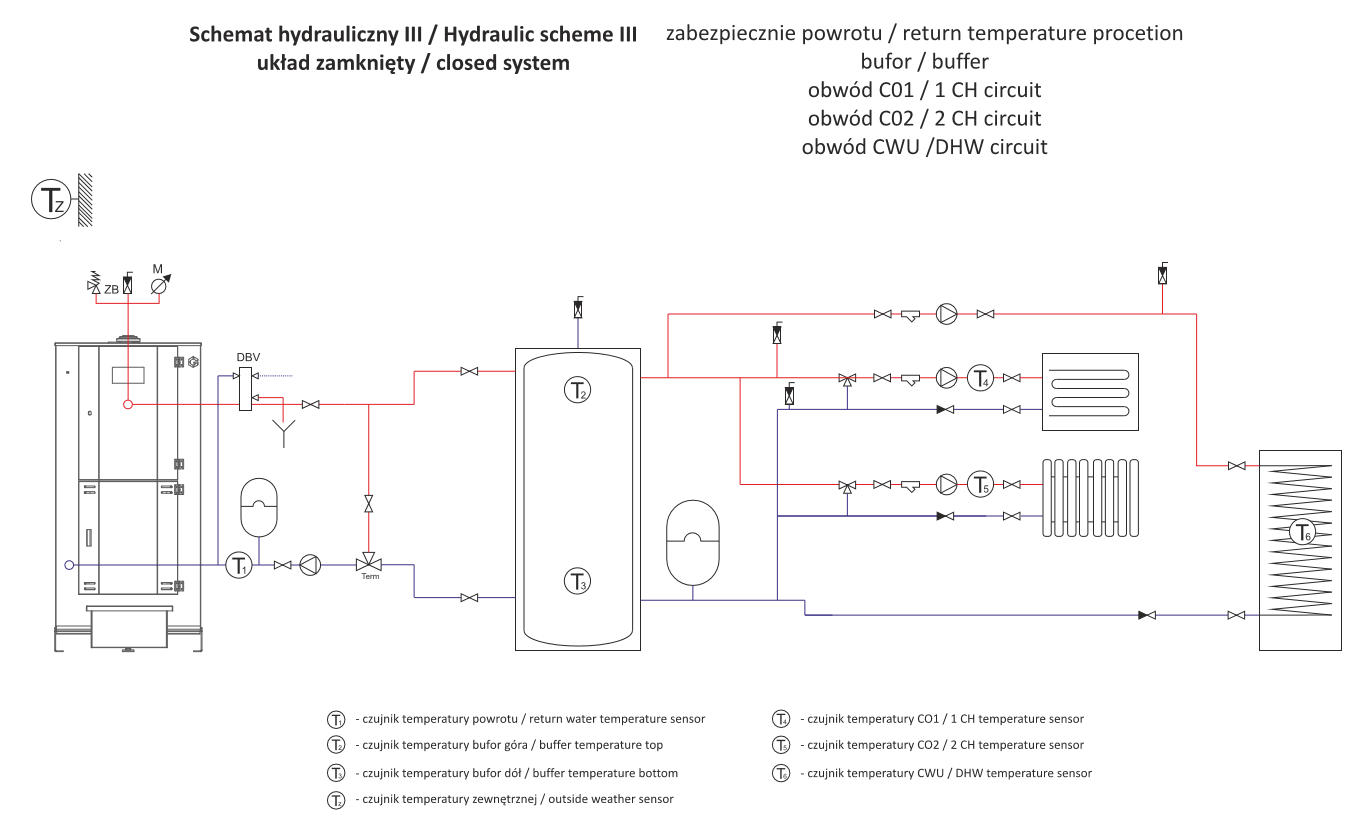 Schemat hydrauliczny III / Hydraulic scheme III
układ zamknięty / closed system
zabezpiecznie powrotu / return temperature procetion
bufor / buffer
obwód C01 / 1 CH circuit
obwód C02 / 2 CH circuit
obwód CWU /DHW circuit
TZ
ZB
M
DBV
T2
T4
T5
T6
T1
Term
T3
T1 - czujnik temperatury powrotu / return water temperature sensor
T2 - czujnik temperatury bufor góra / buffer temperature top
T3 - czujnik temperatury bufor dół / buffer temperature bottom
Tz - czujnik temperatury zewnętrznej / outside weather sensor
T4 - czujnik temperatury CO1 / 1 CH temperature sensor
T5 - czujnik temperatury CO2 / 2 CH temperature sensor
T6 - czujnik temperatury CWU / DHW temperature sensor